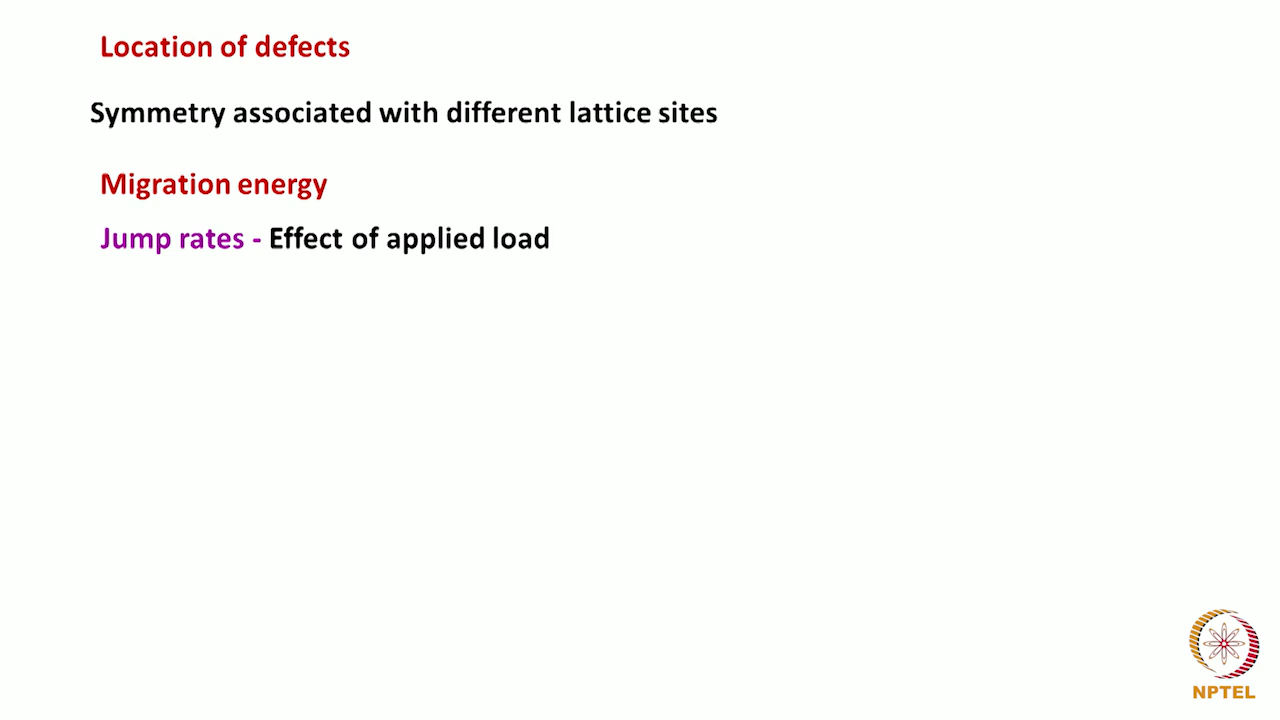 Location of defects
Symmetry associated with different lattice sites
Migration energy
Jump rates - Effect of applied load
NPTEL